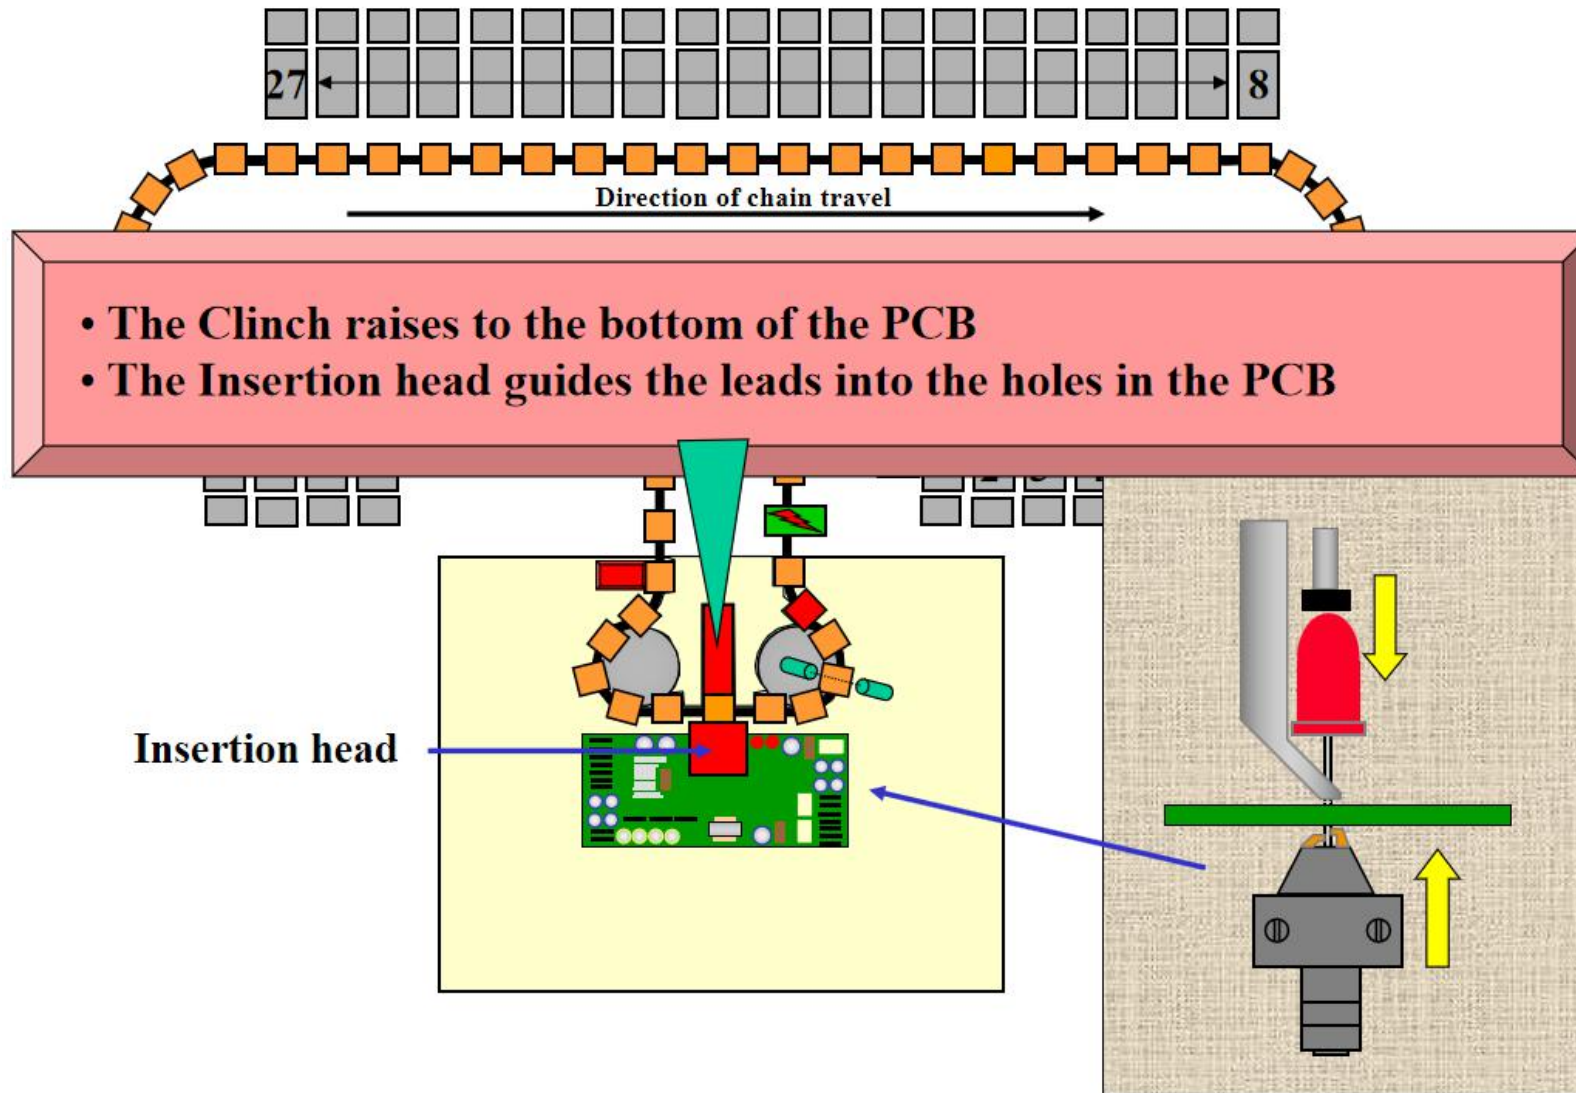 27
8
Direction of chain travel
• The Clinch raises to the bottom of the PCB
• The Insertion head guides the leads into the holes in the PCB
Insertion head